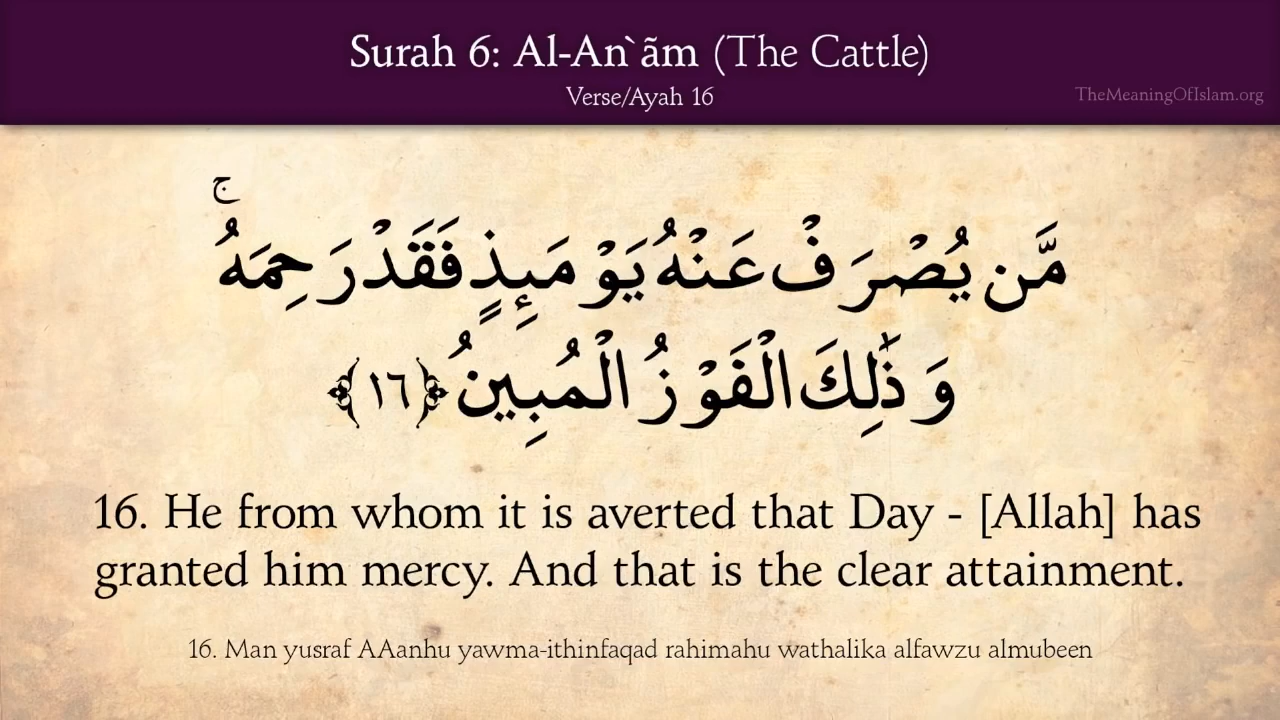 Surah 6: Al-An`ãm (The Cattle)
Verse/Ayah 16
TheMeaningOfIslam.org
مَّن يُصْرَفْ عَنْهُ يَوْمَئِذٍ فَقَدْ رَحِمَهُ ۚ
وَذَٰلِكَ الْفَوْزُ الْمُبِينُ ﴿١٦﴾
16. He from whom it is averted that Day - [Allah] has
granted him mercy. And that is the clear attainment.
16. Man yusraf AAanhu yawma-ithinfaqad rahimahu wathalika alfawzu almubeen